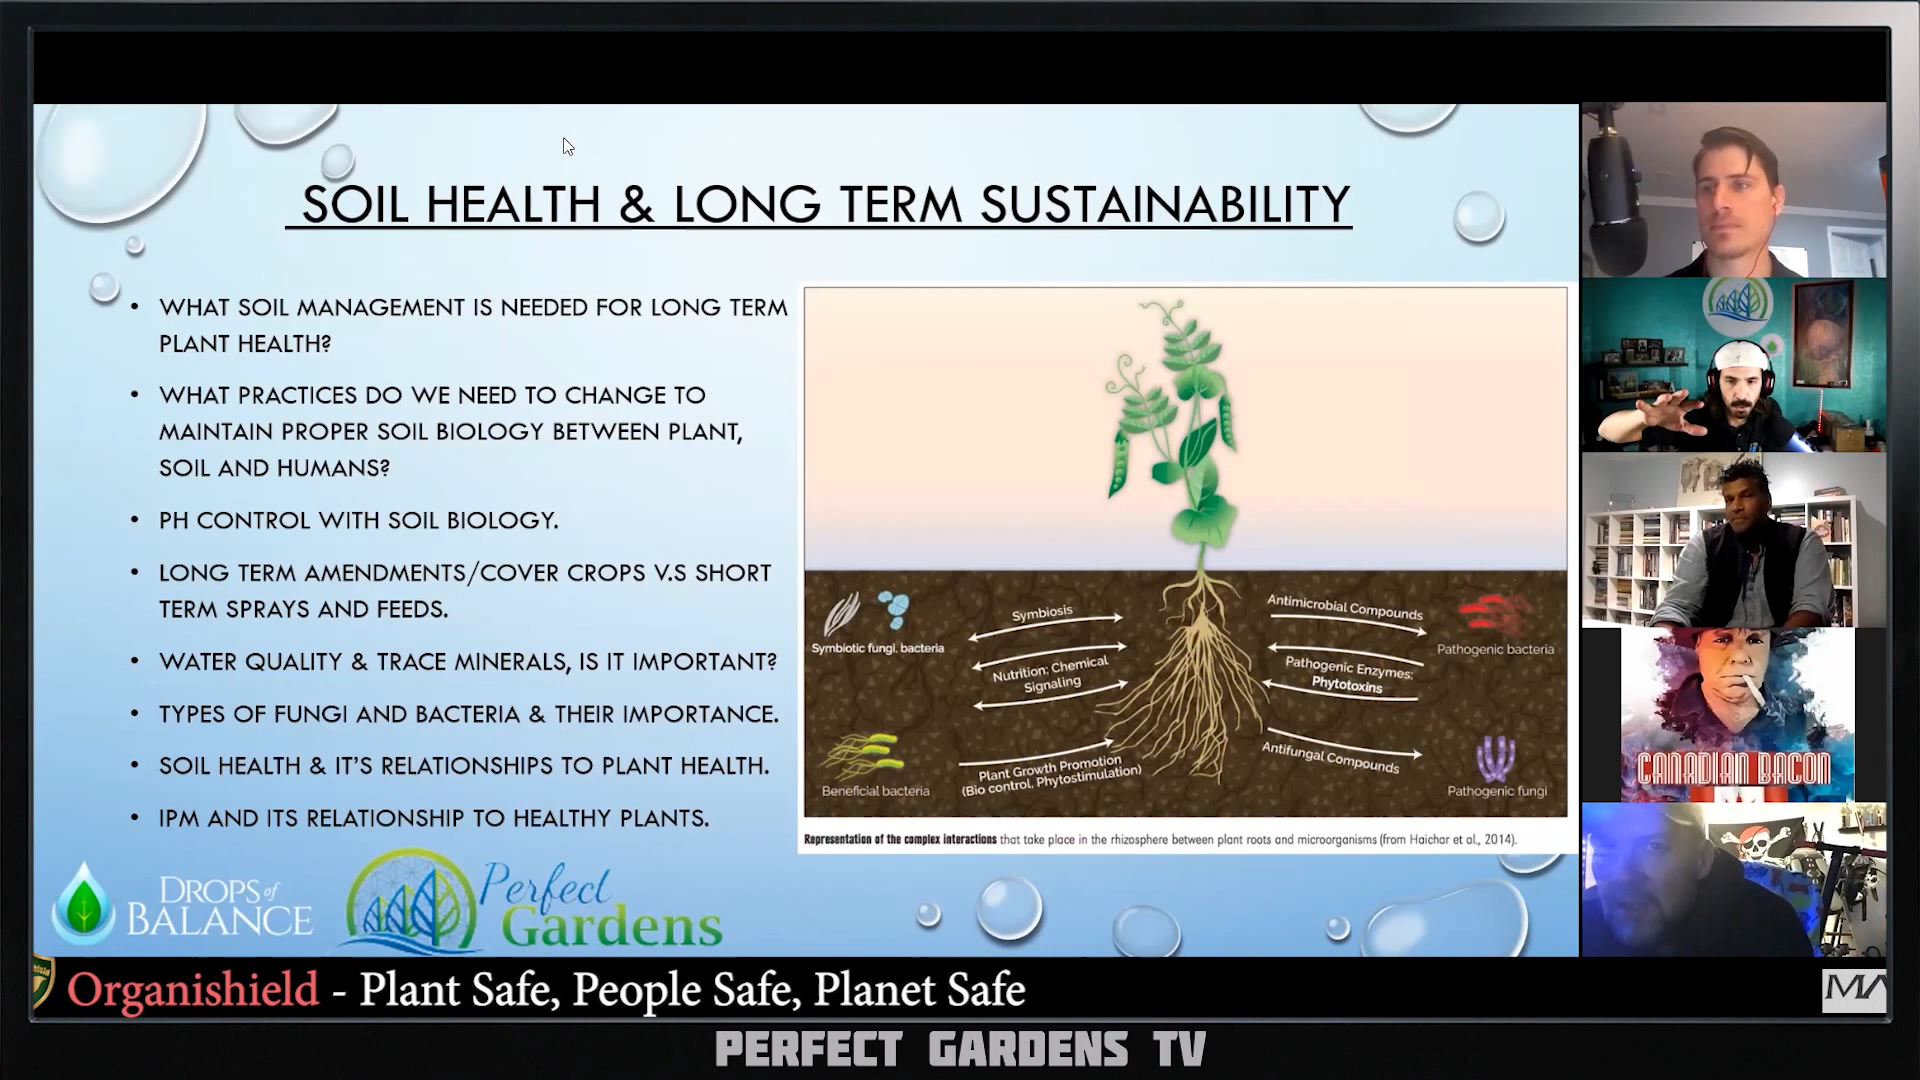 SOIL HEALTH & LONG TERM SUSTAINABILITY
• WHAT SOIL MANAGEMENT IS NEEDED FOR LONG TERM
PLANT HEALTH?
• WHAT PRACTICES DO WE NEED TO CHANGE TO
MAINTAIN PROPER SOIL BIOLOGY BETWEEN PLANT,
SOIL AND HUMANS?
• PH CONTROL WITH SOIL BIOLOGY.
• LONG TERM AMENDMENTS/COVER CROPS V.S SHORT
TERM SPRAYS AND FEEDS.
• WATER QUALITY & TRACE MINERALS, IS IT IMPORTANT?
• TYPES OF FUNGI AND BACTERIA & THEIR IMPORTANCE.
• SOIL HEALTH & IT'S RELATIONSHIPS TO PLANT HEALTH.
• IPM AND ITS RELATIONSHIP TO HEALTHY PLANTS.
Symbiotic fungi, bacteria
Symbiosis
Nutrition; Chemical
Signaling
Beneficial bacteria
Plant Growth Promotion
(Bio control, Phytostimulation)
Antimicrobial Compounds
Pathogenic bacteria
Pathogenic Enzymes;
Phytotoxins
Antifungal Compounds
Pathogenic fungi
Representation of the complex interactions that take place in the rhizosphere between plant roots and microorganisms (from Haichar et al., 2014).
DROPS of
BALANCE
Perfect
Gardens
CANADIAN BACON
Organishield - Plant Safe, People Safe, Planet Safe
PERFECT GARDENS TV